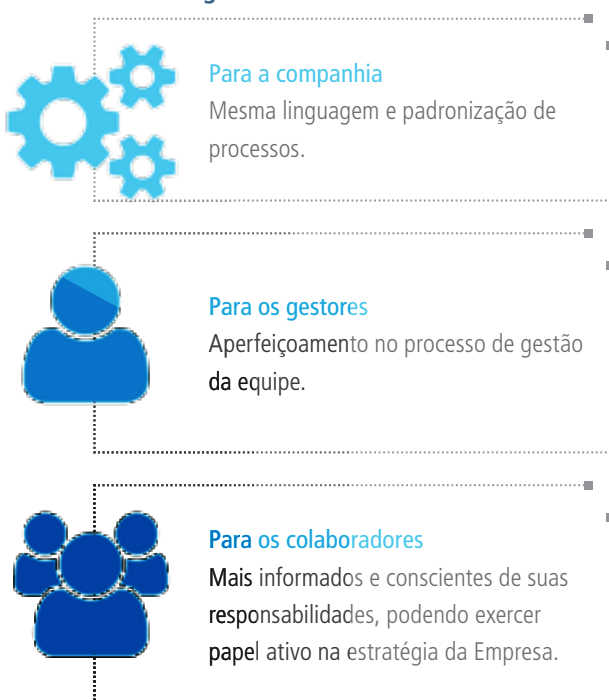 Para a companhia
Mesma linguagem e padronização de
processos.
Para os gestores
Aperfeiçoamento no processo de gestão
da equipe.
Para os colaboradores
Mais informados e conscientes de suas
responsabilidades, podendo exercer
papel ativo na estratégia da Empresa.